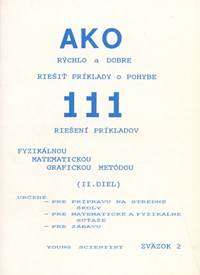 AKO
RÝCHLO a DOBRE
RIEŠIŤ PRÍKLADY o POHYBE
111
RIEŠENÍ PRÍKLADOV
FYZIKÁLNOU
MATEMATICKOU
GRAFICKOU METÓDOU
(II.DIEL)
URČENÉ
– PRE PRÍPRAVU NA STREDNÉ
ŠKOLY
– PRE MATEMATICKÉ A FYZIKÁLNE
SÚŤAŽE
– PRE ZÁBAVU
YOUNG SCIENTIST ZVÄZOK 2